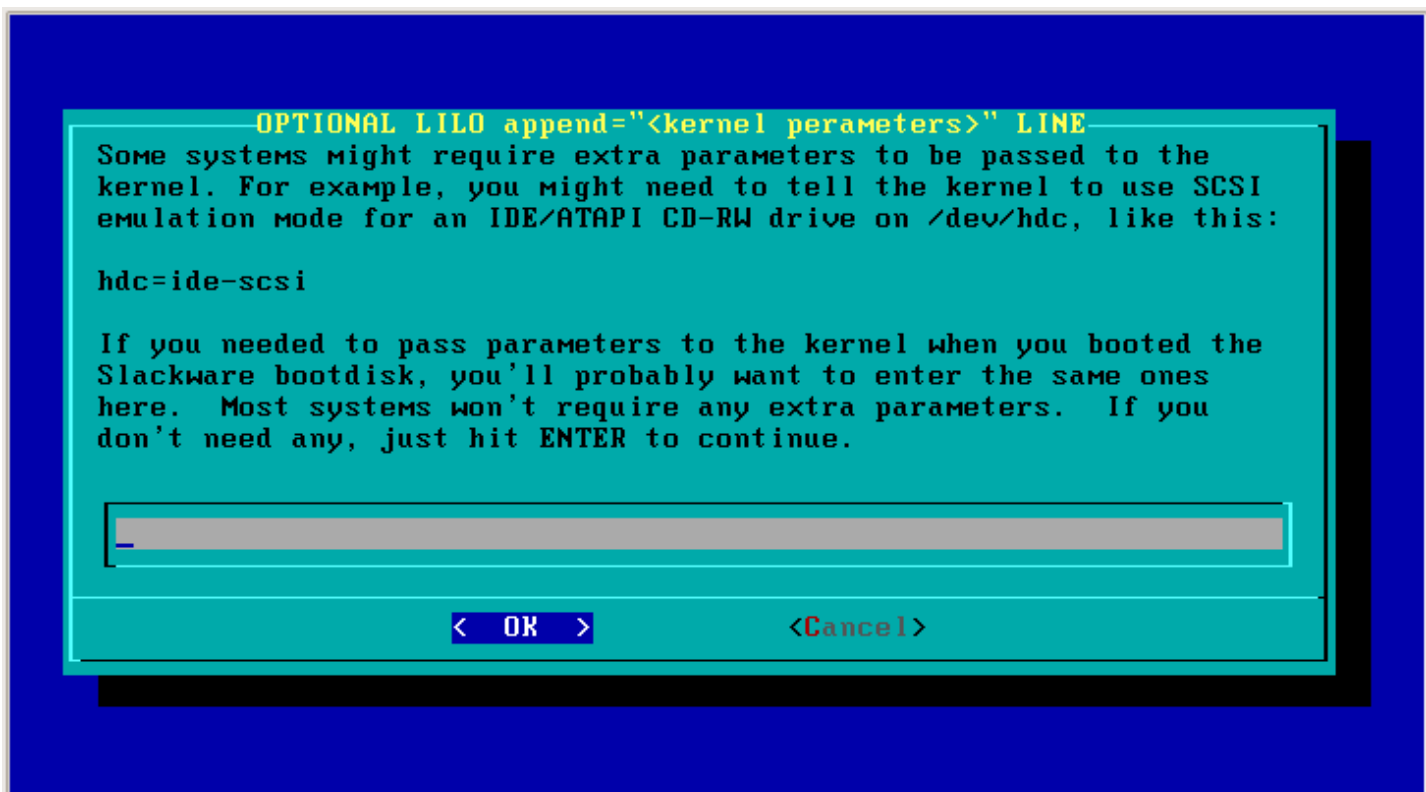 OPTIONAL LILO append="<kernel perameters>" LINE
Some systems might require extra parameters to be passed to the
kernel. For example, you might need to tell the kernel to use SCSI
emulation mode for an IDE/ATAPI CD-RW drive on /dev/hdc, like this:
hdc=ide-scsi
If you needed to pass parameters to the kernel when you booted the
Slackware bootdisk, you'll probably want to enter the same ones
here.  Most systems won't require any extra parameters.  If you
don't need any, just hit ENTER to continue.
<  OK  > <Cancel>